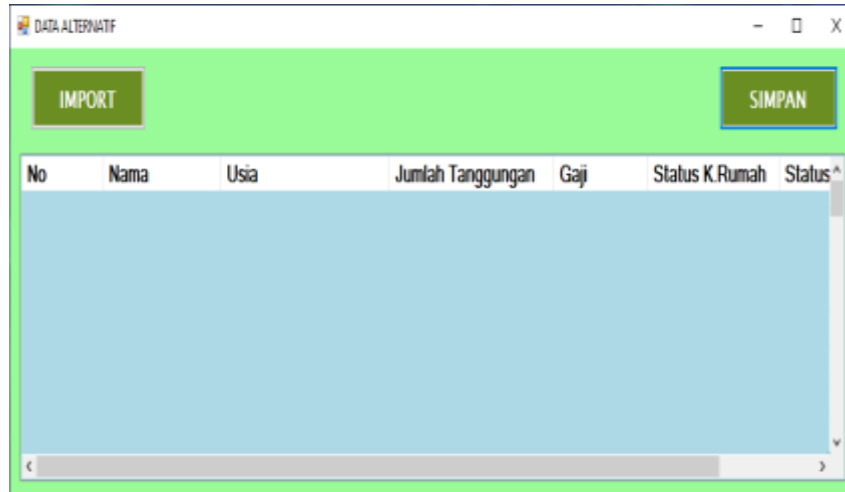 DATA ALTERNATIF
IMPORT
SIMPAN
No Nama Usia Jumlah Tanggungan Gaji Status K.Rumah Status